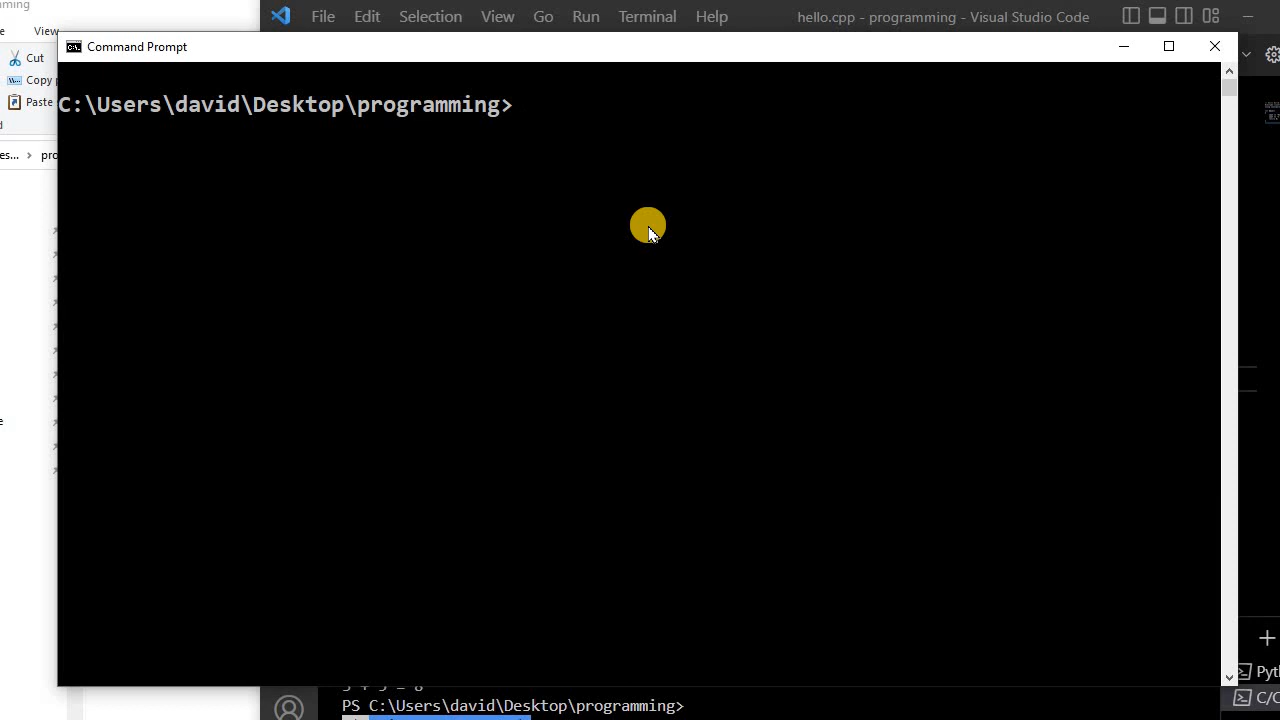 File Edit Selection View Go Run Terminal Help hello.cpp - programming - Visual Studio Code
View
Command Prompt
Cut
Copy
Paste
C:\Users\david\Desktop\programming>
PS C:\Users\david\Desktop\programming>